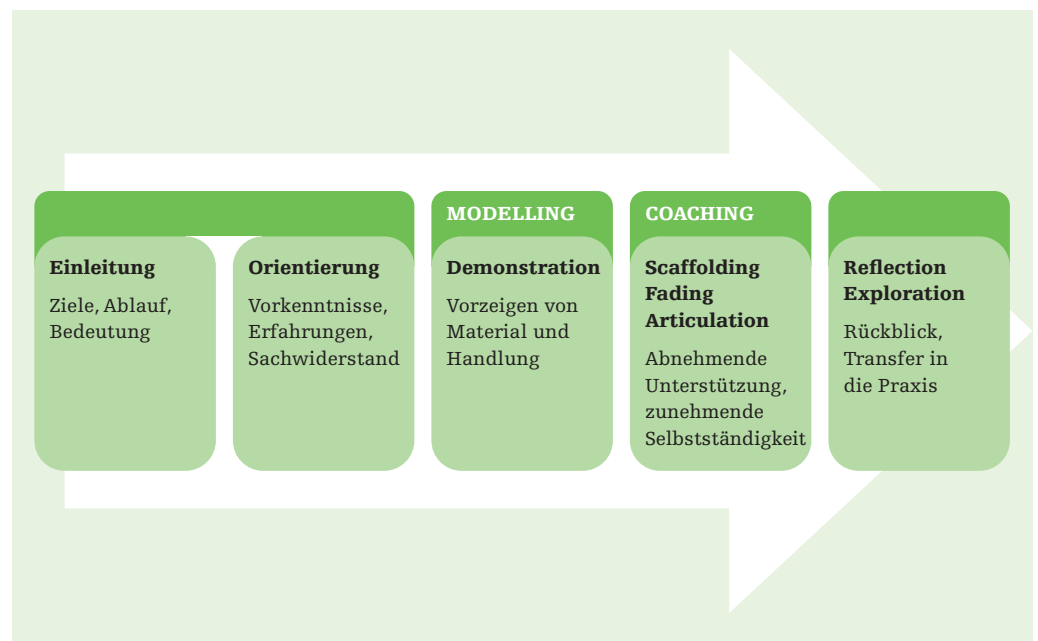 Einleitung
Ziele, Ablauf,
Bedeutung
Orientierung
Vorkenntnisse,
Erfahrungen,
Sachwiderstand
MODELLING
Demonstration
Vorzeigen von
Material und
Handlung
COACHING
Scaffolding
Fading
Articulation
Abnehmende
Unterstützung,
zunehmende
Selbstständigkeit
Reflection
Exploration
Rückblick,
Transfer in
die Praxis